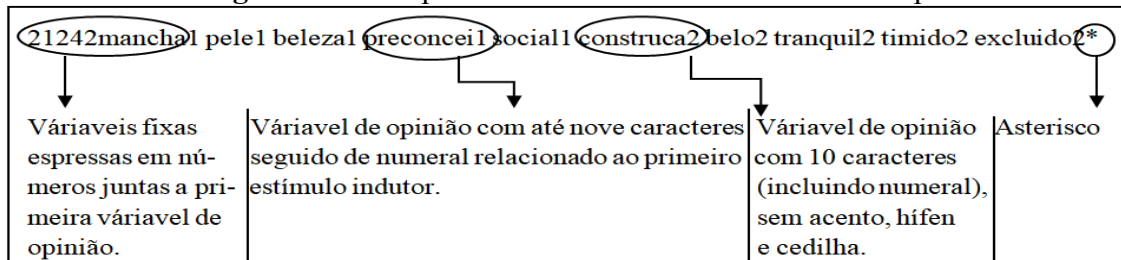 21242mancha1 pele1 beleza1 preconcei1 social1 construca2 belo2 tranquil2 timido2 excluido2*
Váriaveis fixas
espressas em nú-
meros juntas a pri-
meira váriavel de
opinião.
Váriavel de opinião com até nove caracteres
seguido de numeral relacionado ao primeiro
estímulo indutor.
Váriavel de opinião
com 10 caracteres
(incluindo numeral),
sem acento, hífen
e cedilha.
Asterisco